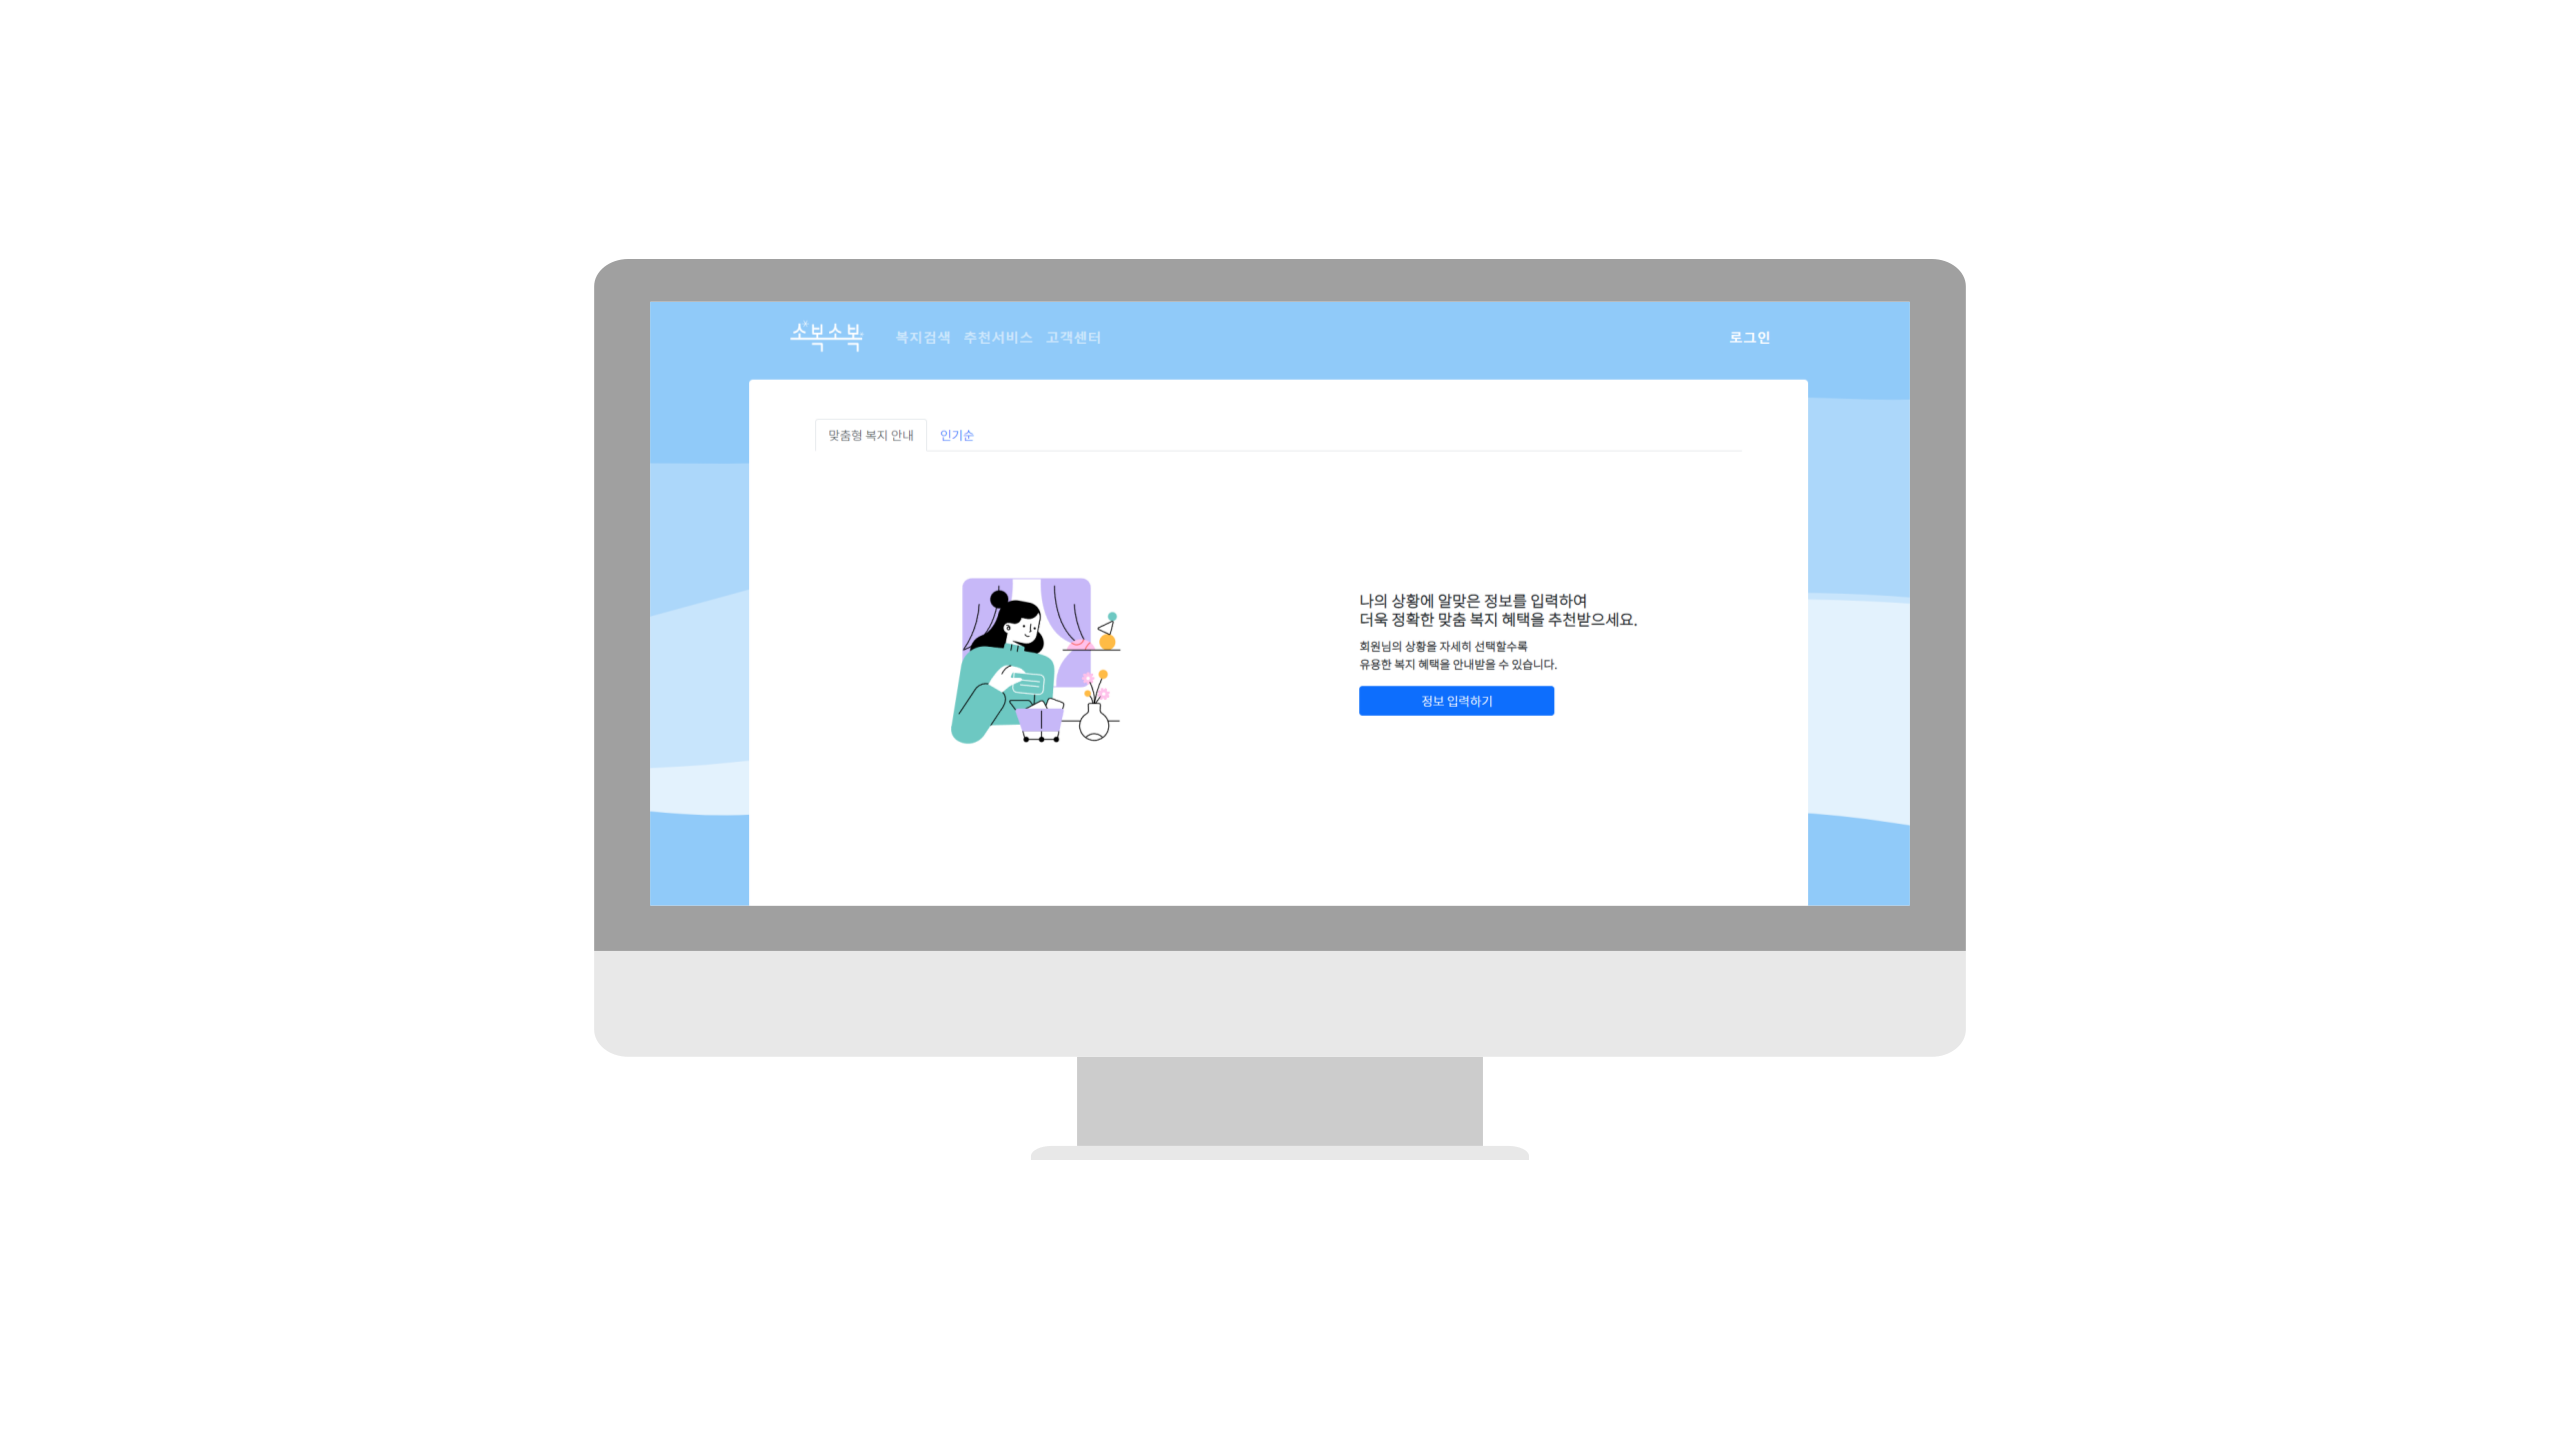 소복소복 복지검색 추천서비스 고객센터 로그인
맞춤형 복지 안내 인기순
나의 상황에 알맞은 정보를 입력하여
더욱 정확한 맞춤 복지 혜택을 추천받으세요.
회원님의 상황을 자세히 선택할수록
유용한 복지 혜택을 안내받을 수 있습니다.
정보 입력하기